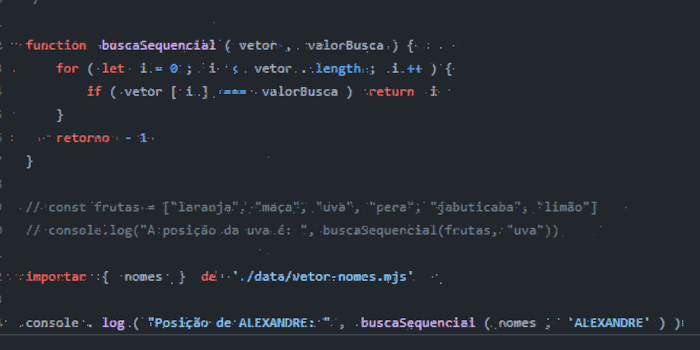 function buscaSequencial ( vetor , valorBusca ) {
for ( let i = 0 ; i < vetor . length ; i ++ ) {
if ( vetor [ i ] === valorBusca ) return i
}
retorno - 1
}
// const frutas = ["laranja", "maça", "uva", "pera", "jabuticaba", "limão"]
// console.log("A posição da uva é: ", buscaSequencial(frutas, "uva"))
importar { nomes } de './data/vetor-nomes.mjs'
console . log ( "Posição de ALEXANDRE: " , buscaSequencial ( nomes , 'ALEXANDRE' ) )